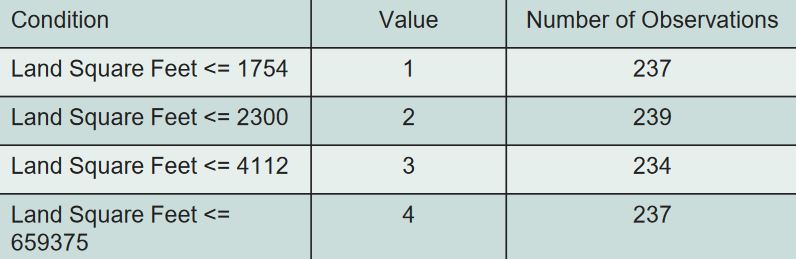 Condition Value Number of Observations
Land Square Feet <= 1754 1 237
Land Square Feet <= 2300 2 239
Land Square Feet <= 4112 3 234
Land Square Feet <= 4 237
659375